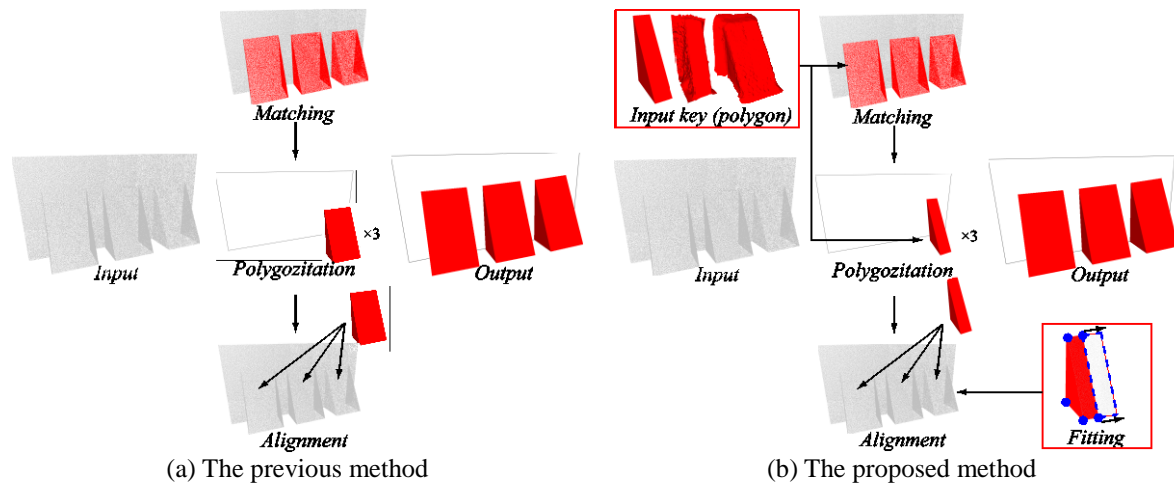 Matching
Input
Polygozitation
×3
Output
Alignment
(a) The previous method
Input key (polygon)
Matching
Input
Polygozitation
×3
Output
Alignment
Fitting
(b) The proposed method